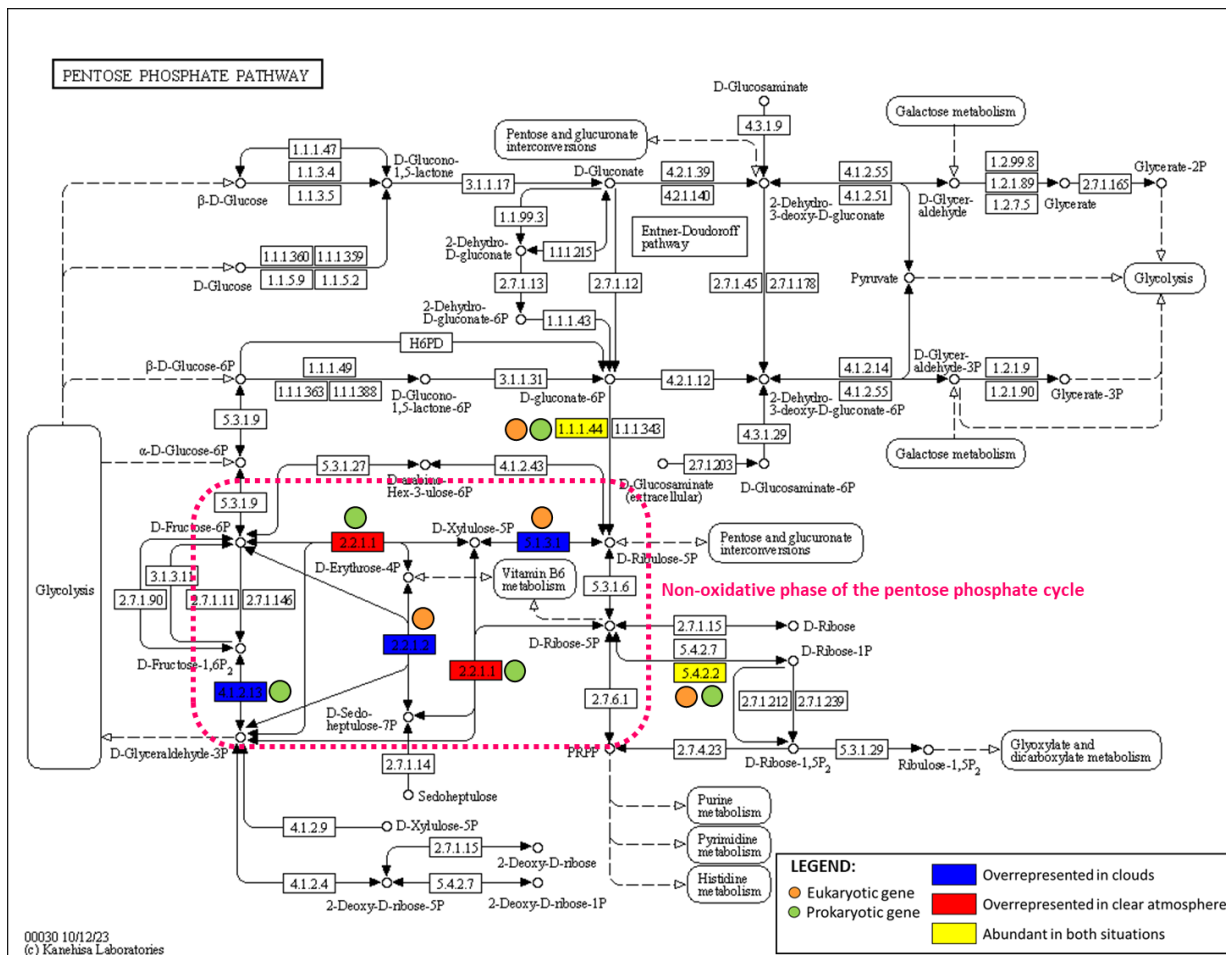 PENTOSE PHOSPHATE PATHWAY
D-Glucosaminate
4.3.1.9
Pentose and glucuronate
interconversions
Galactose metabolism
1.1.1.47
1.1.3.4
1.1.3.5
β-D-Glucose
D-Glucono-
1,5-lactone
3.1.1.17
D-Gluconate
4.2.1.39
4.2.1.140
2-Dehydro-
3-deoxy-D-gluconate
4.1.2.55
4.1.2.51
D-Glycer-
aldehyde
1.2.99.8
1.2.1.89
1.2.7.5
Glycerate
2.7.1.165
Glycerate-2P
1.1.99.3
2-Dehydro-
D-gluconate
1.1.1.215
Entner-Doudoroff
pathway
1.1.1.360
1.1.1.359
1.1.5.9
1.1.5.2
D-Glucose
2.7.1.13
2.7.1.12
2.7.1.45
2.7.1.178
Pyruvate
Glycolysis
2-Dehydro-
D-gluconate-6P
1.1.1.43
H6PD
β-D-Glucose-6P
1.1.1.49
1.1.1.363
1.1.1.388
D-Glucono-
1,5-lactone-6P
3.1.1.31
D-gluconate-6P
4.2.1.12
2-Dehydro-
3-deoxy-D-gluconate-6P
4.1.2.14
4.1.2.55
D-Glycer-
aldehyde-3P
1.2.1.9
1.2.1.90
Glycerate-3P
5.3.1.9
1.1.1.44
1.1.1.343
4.3.1.29
Galactose metabolism
α-D-Glucose-6P
5.3.1.27
D-arabino-
Hex-3-ulose-6P
4.1.2.43
D-Glucosaminate
(extracellular)
2.7.1.203
D-Glucosaminate-6P
5.3.1.9
D-Fructose-6P
2.2.1.1
D-Xylulose-5P
5.1.3.1
D-Ribulose-5P
Pentose and glucuronate
interconversions
Glycolysis
3.1.3.11
2.7.1.90
2.7.1.11
2.7.1.146
D-Erythrose-4P
Vitamin B6
metabolism
5.3.1.6
Non-oxidative phase of the pentose phosphate cycle
2.2.1.2
D-Ribose-5P
2.7.1.15
D-Ribose
5.4.2.7
5.4.2.2
D-Ribose-1P
D-Fructose-1,6P2
4.1.2.13
2.2.1.1
2.7.6.1
2.7.1.212
2.7.1.239
D-Sedo-
heptulose-7P
D-Glyceraldehyde-3P
PRPP
2.7.4.23
D-Ribose-1,5P2
5.3.1.29
Ribulose-1,5P2
Glyoxylate and
dicarboxylate metabolism
2.7.1.14
Sedoheptulose
4.1.2.9
D-Xylulose-5P
Purine
metabolism
Pyrimidine
metabolism
Histidine
metabolism
2.7.1.15
2-Deoxy-D-ribose
4.1.2.4
2-Deoxy-D-ribose-5P
5.4.2.7
2-Deoxy-D-ribose-1P
LEGEND:
Eukaryotic gene
Prokaryotic gene
Overrepresented in clouds
Overrepresented in clear atmosphere
Abundant in both situations
00030 10/12/23
(c) Kanehisa Laboratories